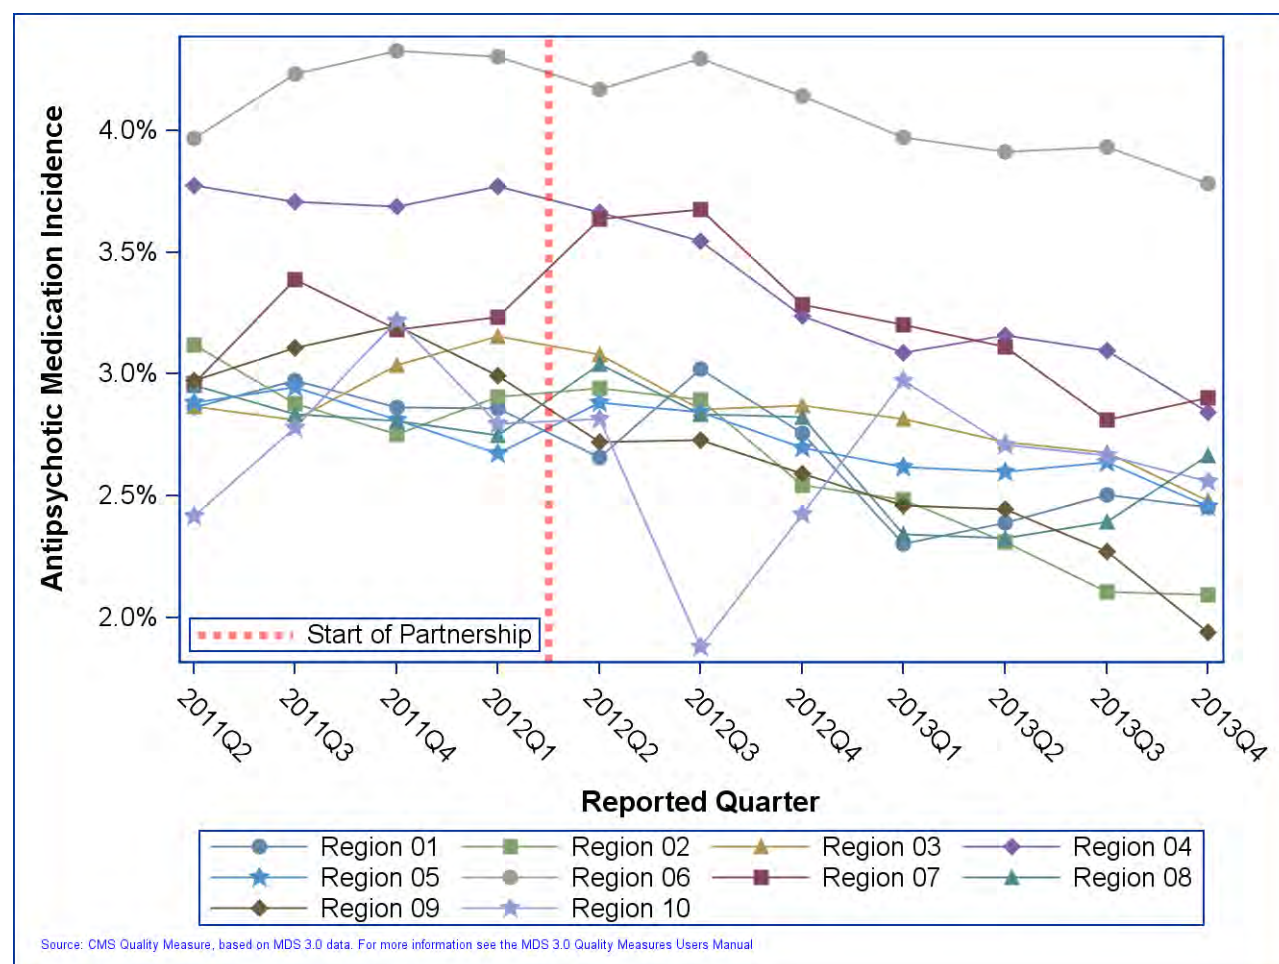 Antipsychotic Medication Incidence
4.0%
3.5%
3.0%
2.5%
2.0%
Start of Partnership
2011Q2
2011Q3
2011Q4
2012Q1
2012Q2
2012Q3
2012Q4
2013Q1
2013Q2
2013Q3
2013Q4
Reported Quarter
Region 01 Region 02 Region 03 Region 04
Region 05 Region 06 Region 07 Region 08
Region 09 Region 10
Source: CMS Quality Measure, based on MDS 3.0 data. For more information see the MDS 3.0 Quality Measures Users Manual